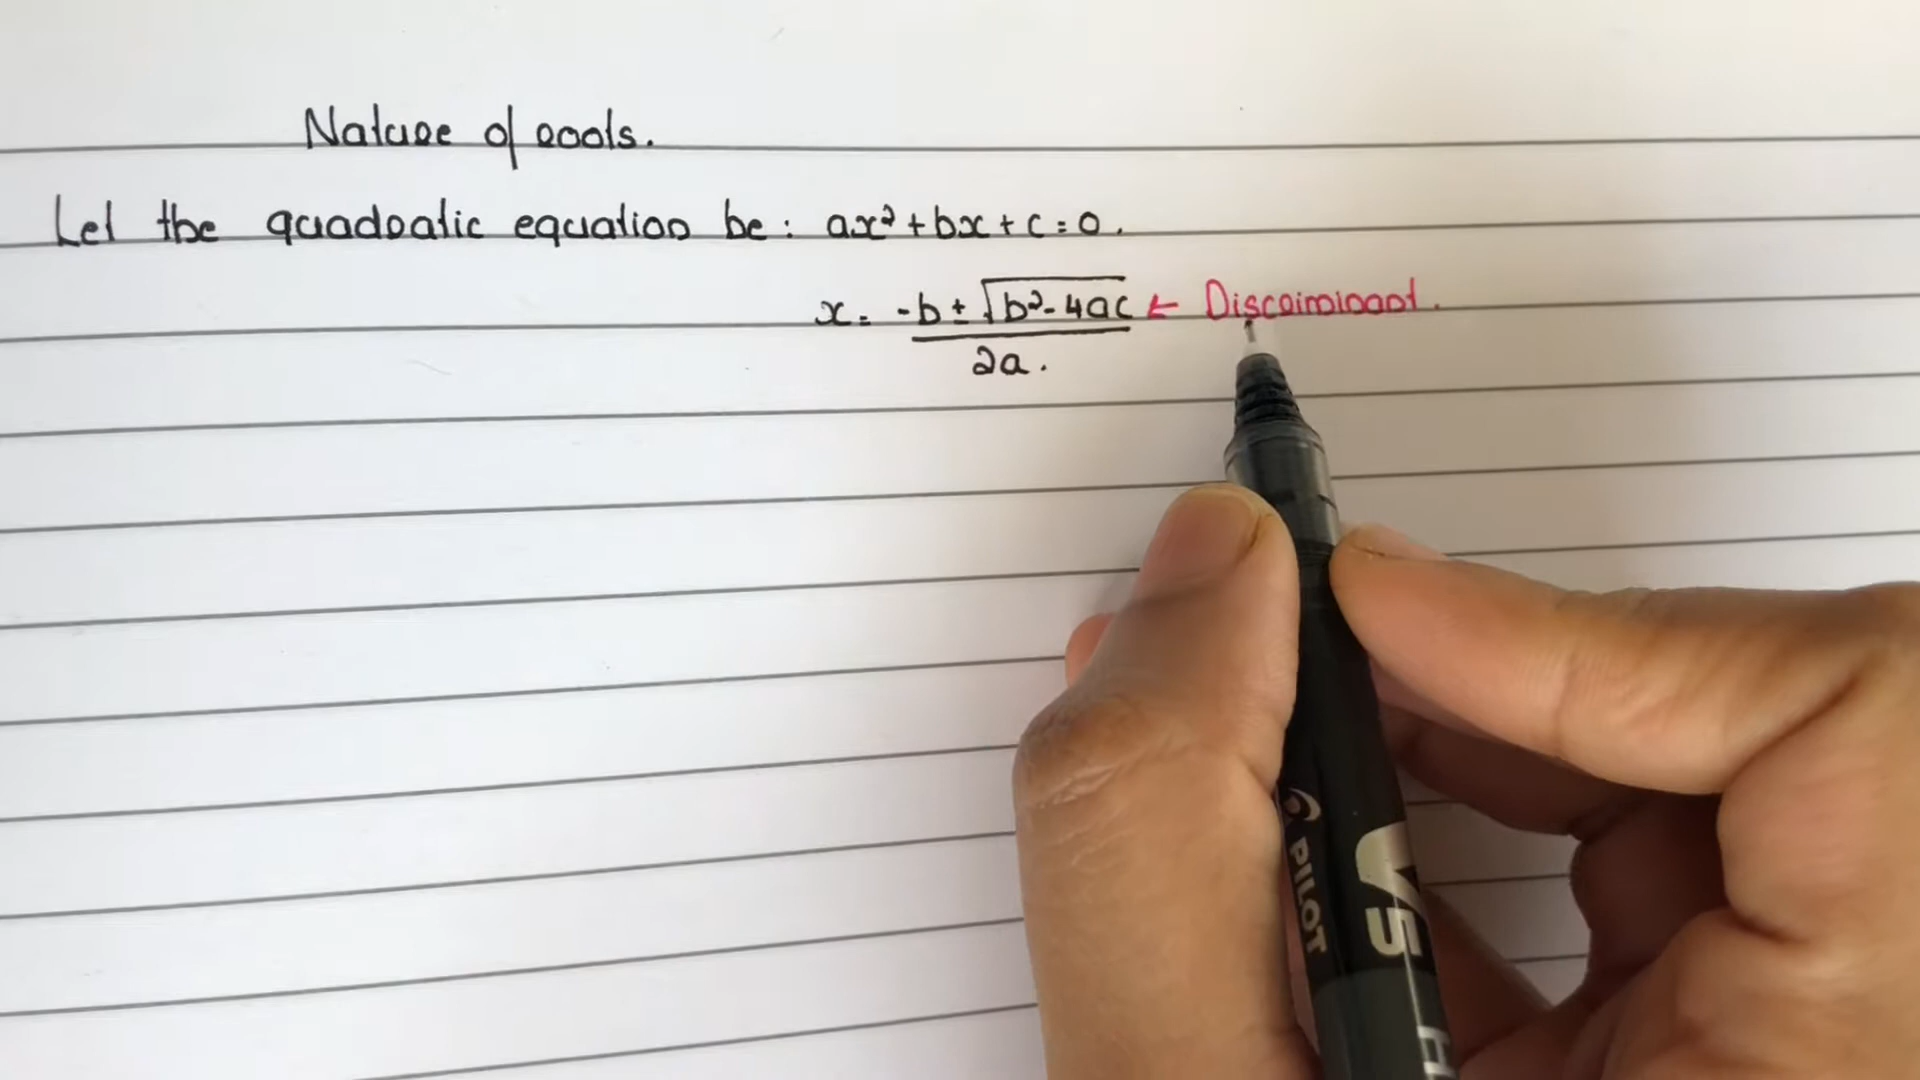 Nature of roots.
Let the quadratic equation be: ax²+bx+c=0.
x = -b ± √b²-4ac ← Discriminant.
2a.
PILOT
V5
H